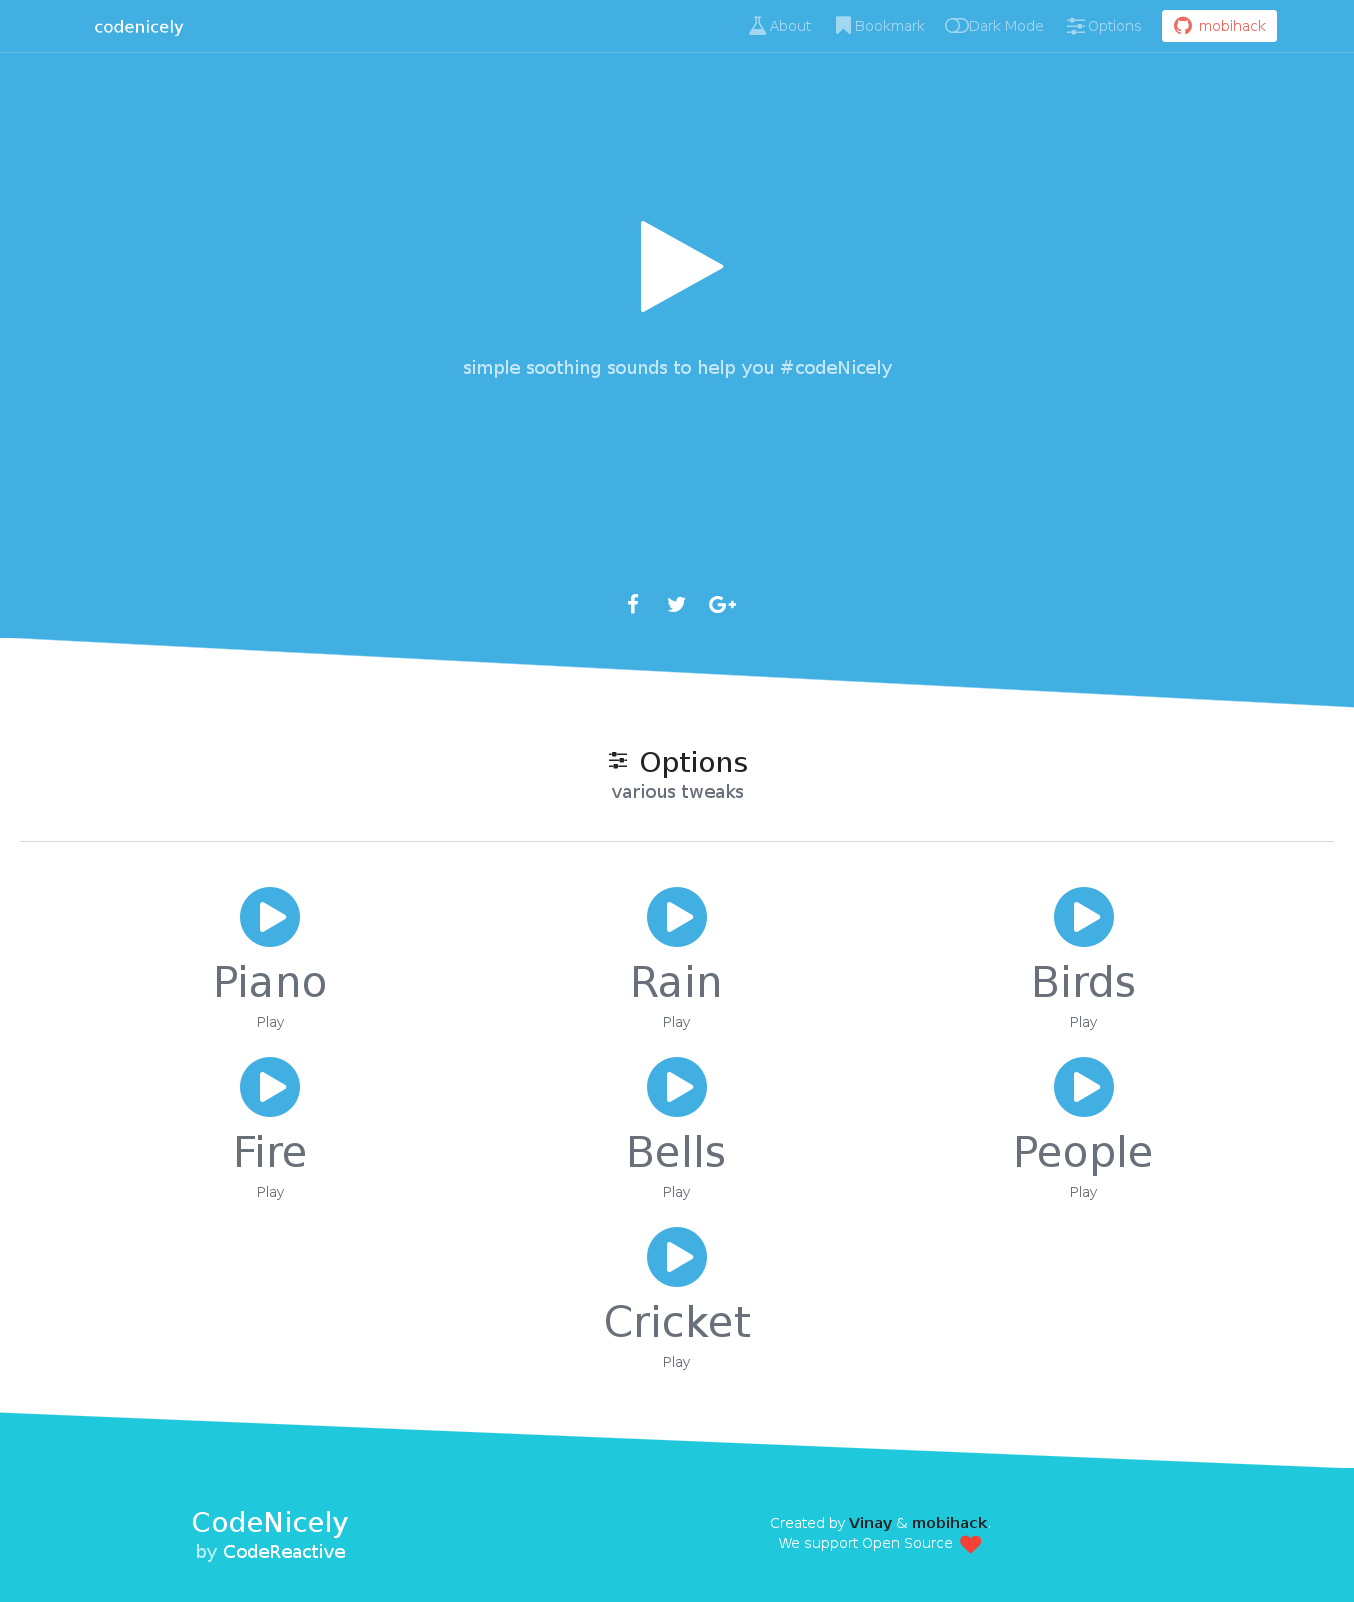 codenicely
About Bookmark Dark Mode Options mobihack
simple soothing sounds to help you #codeNicely
Options
various tweaks
Piano
Play
Rain
Play
Birds
Play
Fire
Play
Bells
Play
People
Play
Cricket
Play
CodeNicely
by CodeReactive
Created by Vinay & mobihack.
We support Open Source